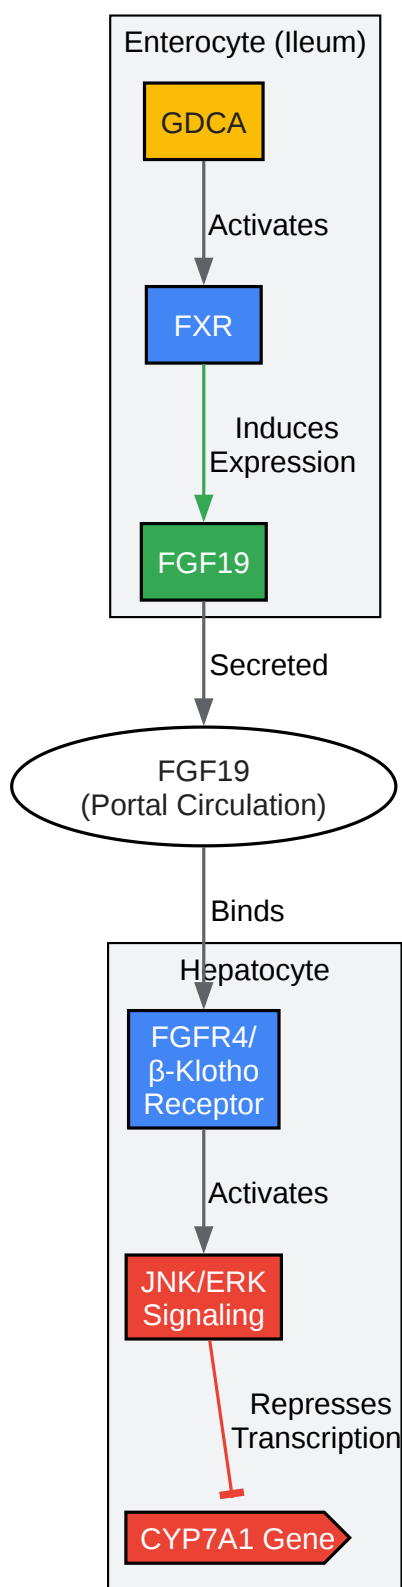 Enterocyte (Ileum)
GDCA
Activates
FXR
Induces
Expression
FGF19
Secreted
FGF19
(Portal Circulation)
Binds
Hepatocyte
FGFR4/
β-Klotho
Receptor
Activates
JNK/ERK
Signaling
Represses
Transcription
CYP7A1 Gene